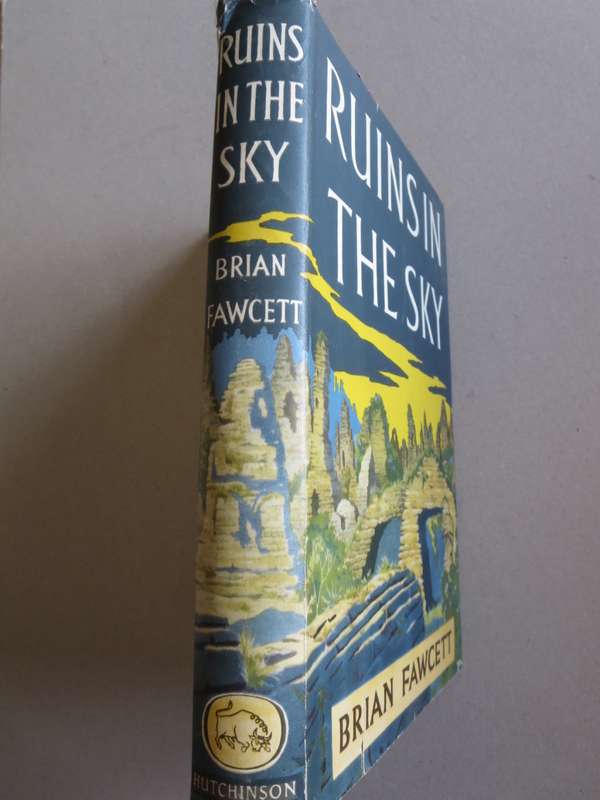 RUINS
IN THE
SKY
BRIAN
FAWCETT
HUTCHINSON
RUINS IN
THE SKY
BRIAN FAWCETT